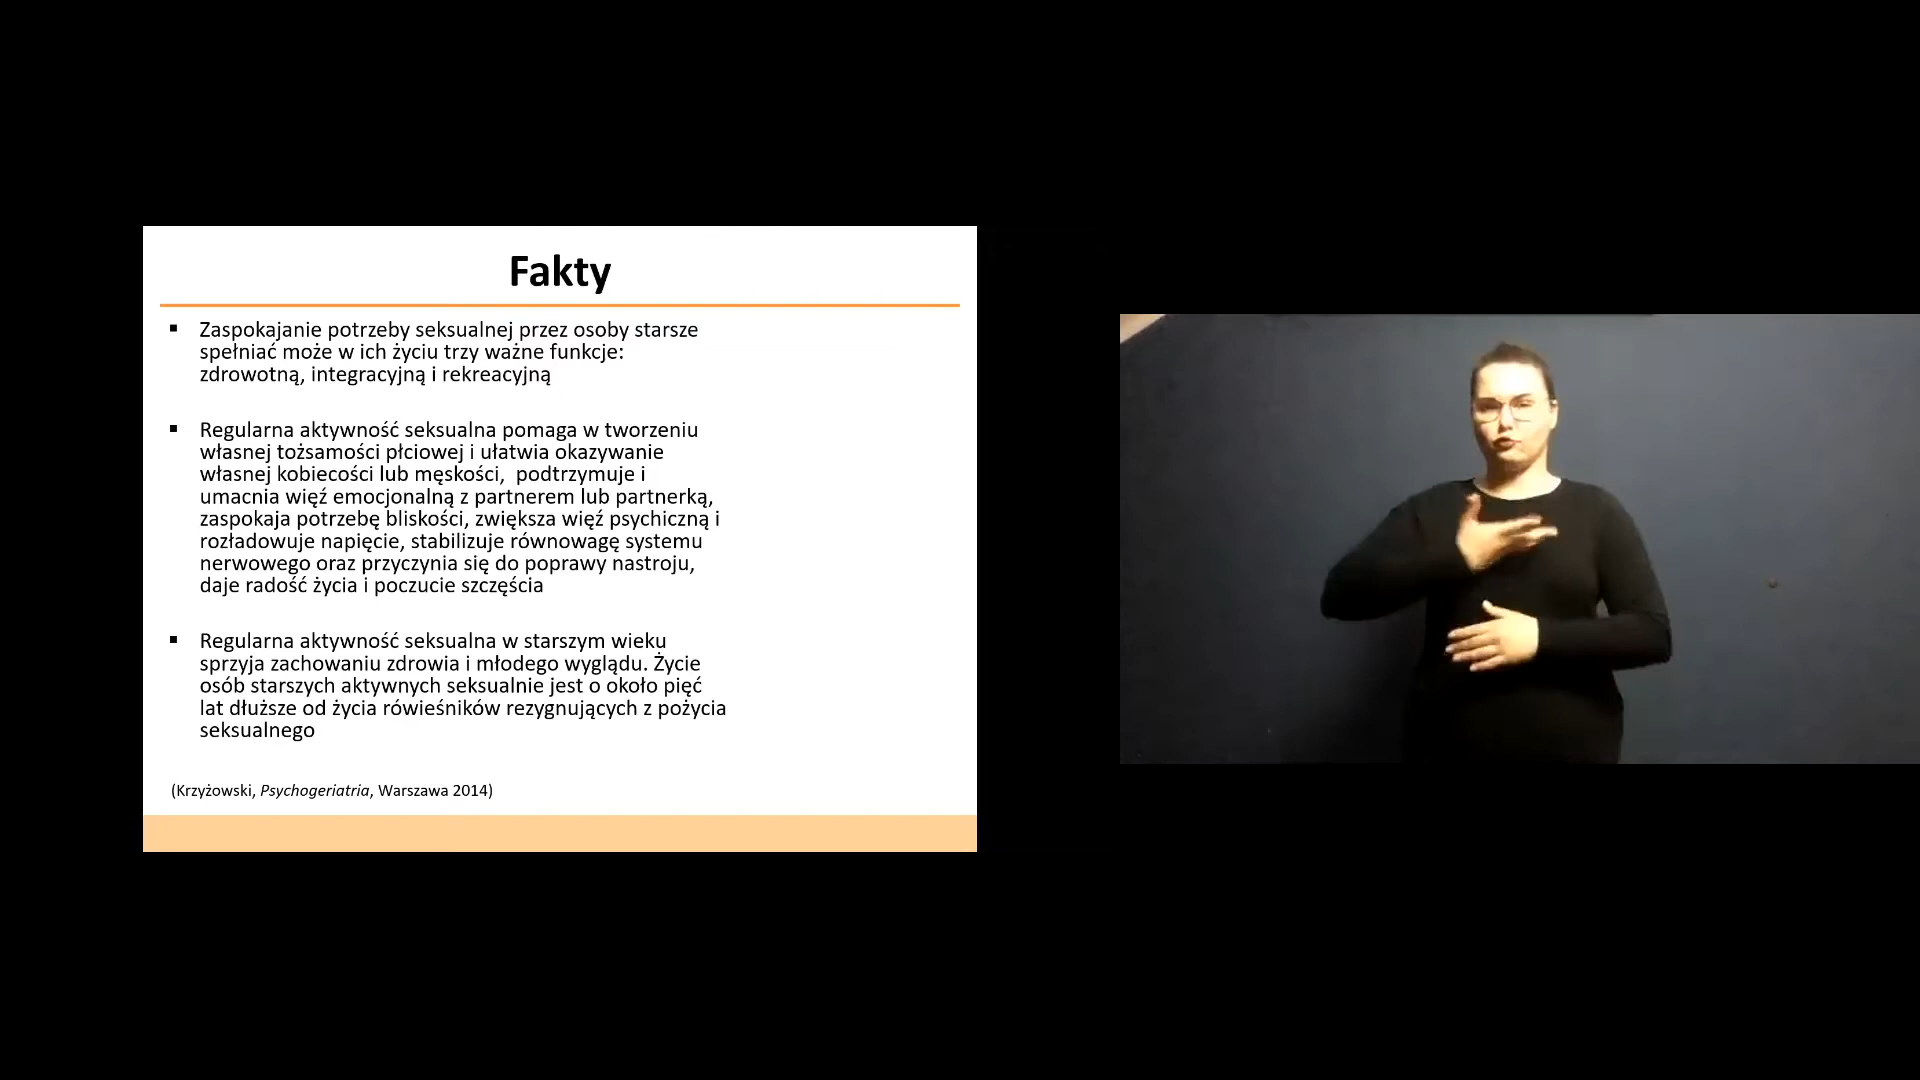 Fakty
▪ Zaspokajanie potrzeby seksualnej przez osoby starsze
spełniać może w ich życiu trzy ważne funkcje:
zdrowotną, integracyjną i rekreacyjną
▪ Regularna aktywność seksualna pomaga w tworzeniu
własnej tożsamości płciowej i ułatwia okazywanie
własnej kobiecości lub męskości,  podtrzymuje i
umacnia więź emocjonalną z partnerem lub partnerką,
zaspokaja potrzebę bliskości, zwiększa więź psychiczną i
rozładowuje napięcie, stabilizuje równowagę systemu
nerwowego oraz przyczynia się do poprawy nastroju,
daje radość życia i poczucie szczęścia
▪ Regularna aktywność seksualna w starszym wieku
sprzyja zachowaniu zdrowia i młodego wyglądu. Życie
osób starszych aktywnych seksualnie jest o około pięć
lat dłuższe od życia rówieśników rezygnujących z pożycia
seksualnego
(Krzyżowski, Psychogeriatria, Warszawa 2014)